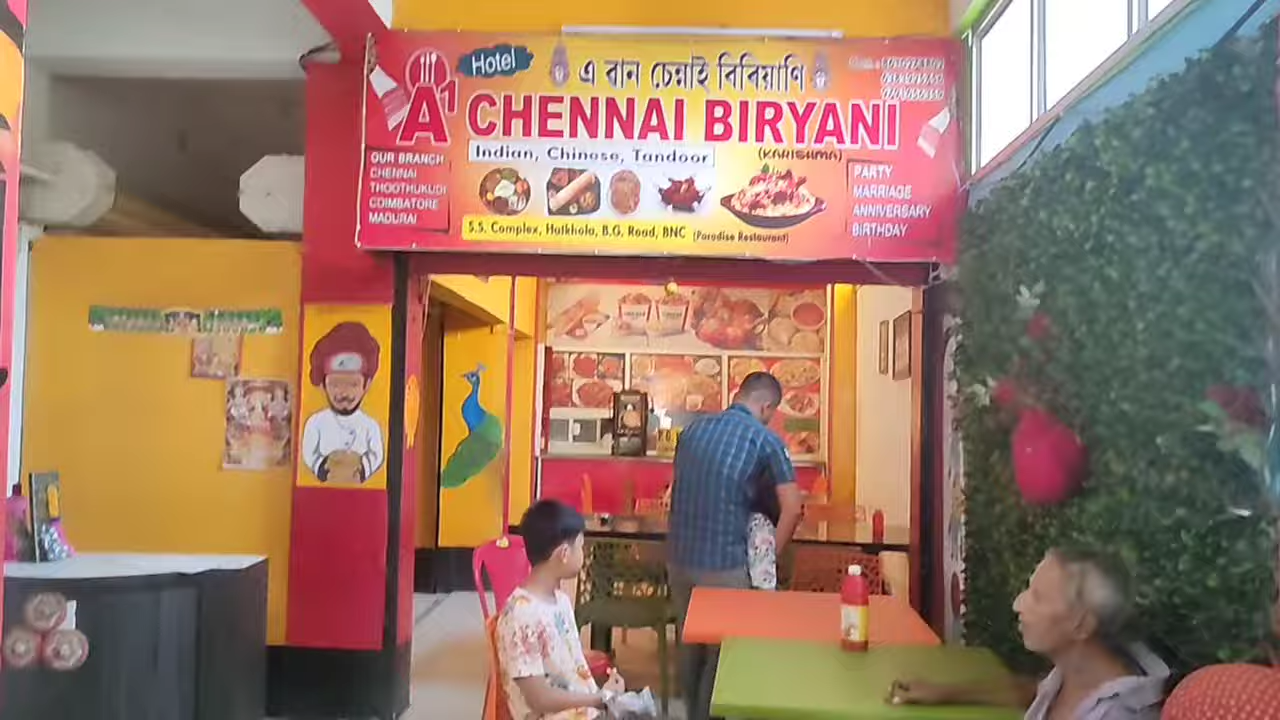 Hotel
এ ৱান চেন্নাই বিৰিয়াণি
A1 CHENNAI BIRYANI
(KARISHMA)
Indian, Chinese, Tandoor
OUR BRANCH
CHENNAI
THOOTHUKUDI
COIMBATORE
MADURAI
PARTY
MARRIAGE
ANNIVERSARY
BIRTHDAY
S.S. Complex, Hatkhola, B.G. Road, BNC (Paradise Restaurant)